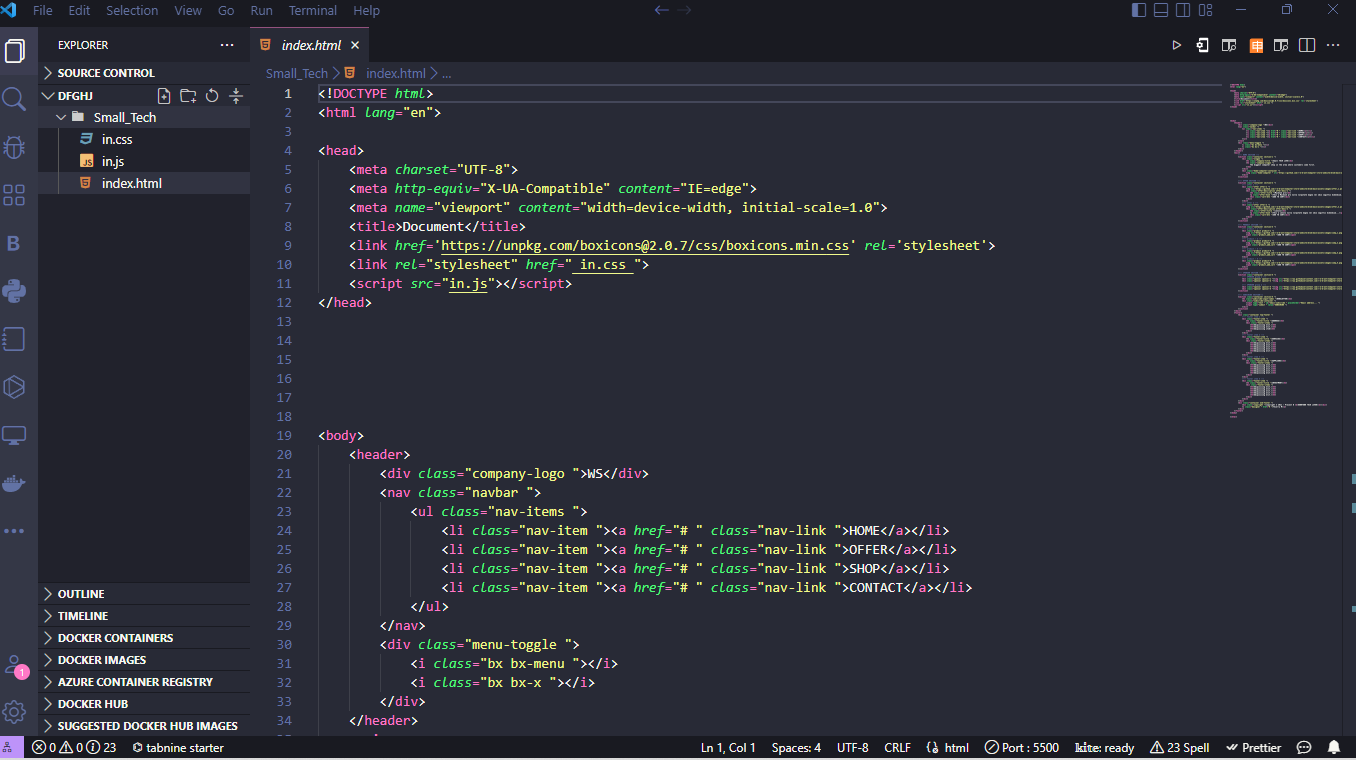 File Edit Selection View Go Run Terminal Help
EXPLORER
SOURCE CONTROL
DFGHJ
Small_Tech
in.css
in.js
index.html
OUTLINE
TIMELINE
DOCKER CONTAINERS
DOCKER IMAGES
AZURE CONTAINER REGISTRY
DOCKER HUB
SUGGESTED DOCKER HUB IMAGES
B
1
index.html
Small_Tech > index.html > ...
1 <!DOCTYPE html>
2 <html lang="en">
3
4 <head>
5 <meta charset="UTF-8">
6 <meta http-equiv="X-UA-Compatible" content="IE=edge">
7 <meta name="viewport" content="width=device-width, initial-scale=1.0">
8 <title>Document</title>
9 <link href='https://unpkg.com/boxicons@2.0.7/css/boxicons.min.css' rel='stylesheet'>
10 <link rel="stylesheet" href=" in.css ">
11 <script src="in.js"></script>
12 </head>
13
14
15
16
17
18
19 <body>
20 <header>
21 <div class="company-logo ">WS</div>
22 <nav class="navbar ">
23 <ul class="nav-items ">
24 <li class="nav-item "><a href="# " class="nav-link ">HOME</a></li>
25 <li class="nav-item "><a href="# " class="nav-link ">OFFER</a></li>
26 <li class="nav-item "><a href="# " class="nav-link ">SHOP</a></li>
27 <li class="nav-item "><a href="# " class="nav-link ">CONTACT</a></li>
28 </ul>
29 </nav>
30 <div class="menu-toggle ">
31 <i class="bx bx-menu "></i>
32 <i class="bx bx-x "></i>
33 </div>
34 </header>
0 0 23 tabnine starter Ln 1, Col 1 Spaces: 4 UTF-8 CRLF html Port : 5500 kite: ready 23 Spell Prettier